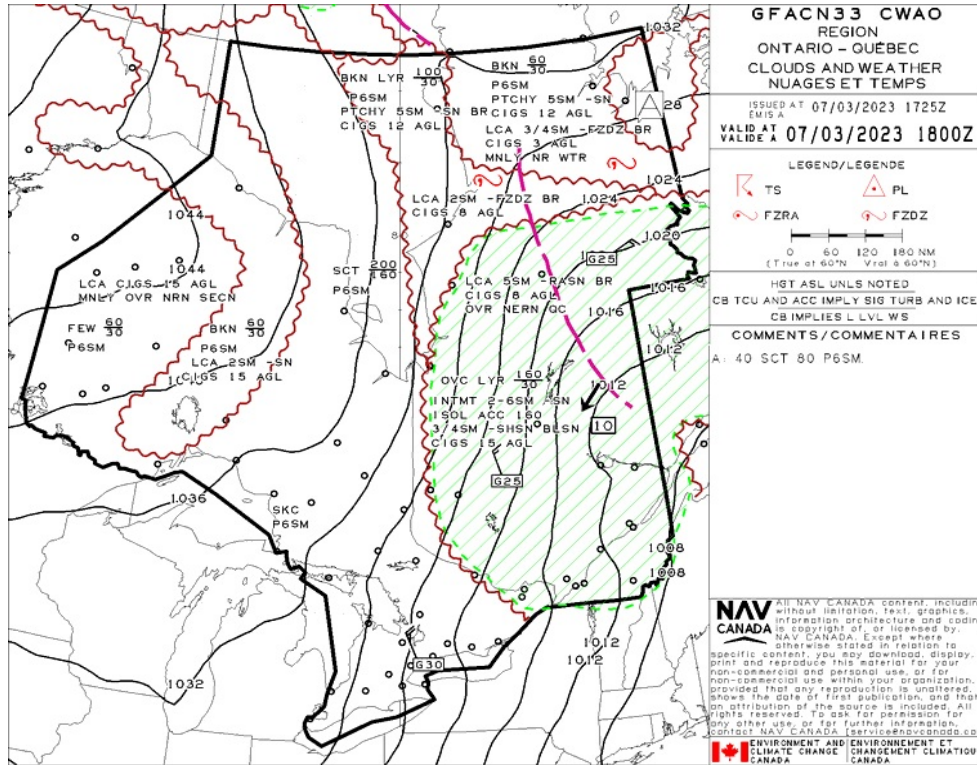 GFACN33 CWAO
REGION
ONTARIO – QUÉBEC
CLOUDS AND WEATHER
NUAGES ET TEMPS
ISSUED AT 07/03/2023 1725Z
ÉMIS A
VALID AT 07/03/2023 1800Z
VALIDE A
LEGEND/LÉGENDE
TS
PL
FZRA
FZDZ
0 60 120 180 NM
(True at 60°N Vrai à 60°N)
HGT ASL UNLS NOTED
CB TCU AND ACC IMPLY SIG TURB AND ICE
CB IMPLIES L LVL WS
COMMENTS/COMMENTAIRES
A: 40 SCT 80 P6SM.
NAV CANADA
All NAV CANADA content, includin
without limitation, text, graphics,
information architecture and codin
is copyright of, or licensed by,
NAV CANADA. Except where
otherwise stated in relation to
specific content, you may download, display,
print and reproduce this material for your
non-commercial and personal use, or for
non-commercial use within your organization,
provided that any reproduction is unaltered,
shows the date of first publication, and that
an attribution of the source is included. All
rights reserved. To ask for permission for
any other use, or for further information,
contact NAV CANADA [service@navcanada.co
ENVIRONMENT AND
CLIMATE CHANGE
CANADA
ENVIRONNEMENT ET
CHANGEMENT CLIMATIQU
CANADA
BKN LYR 100/30
P6SM
PTCHY 5SM -SN BR
CIGS 12 AGL
BKN 60/30
P6SM
PTCHY 5SM -SN
CIGS 12 AGL
LCA 3/4SM -FZDZ BR
CIGS 3 AGL
MNLY NR WTR
LCA 2SM -FZDZ BR
CIGS 8 AGL
1032
28
1024
1024
1020
1016
1016
1012
1012
1008
1008
1012
1012
1044
1044
1036
1032
LCA CIGS 15 AGL
MNLY OVR NRN SECN
FEW 60/30
P6SM
BKN 60/30
P6SM
LCA 2SM -SN
CIGS 15 AGL
SCT 200/160
P6SM
LCA 5SM -RASN BR
CIGS 8 AGL
OVR NERN QC
OVC LYR 160/30
INTMT 2-6SM -SN
ISOL ACC 160
3/4SM -SHSN BLSN
CIGS 15 AGL
G25
10
G25
SKC
P6SM
G30